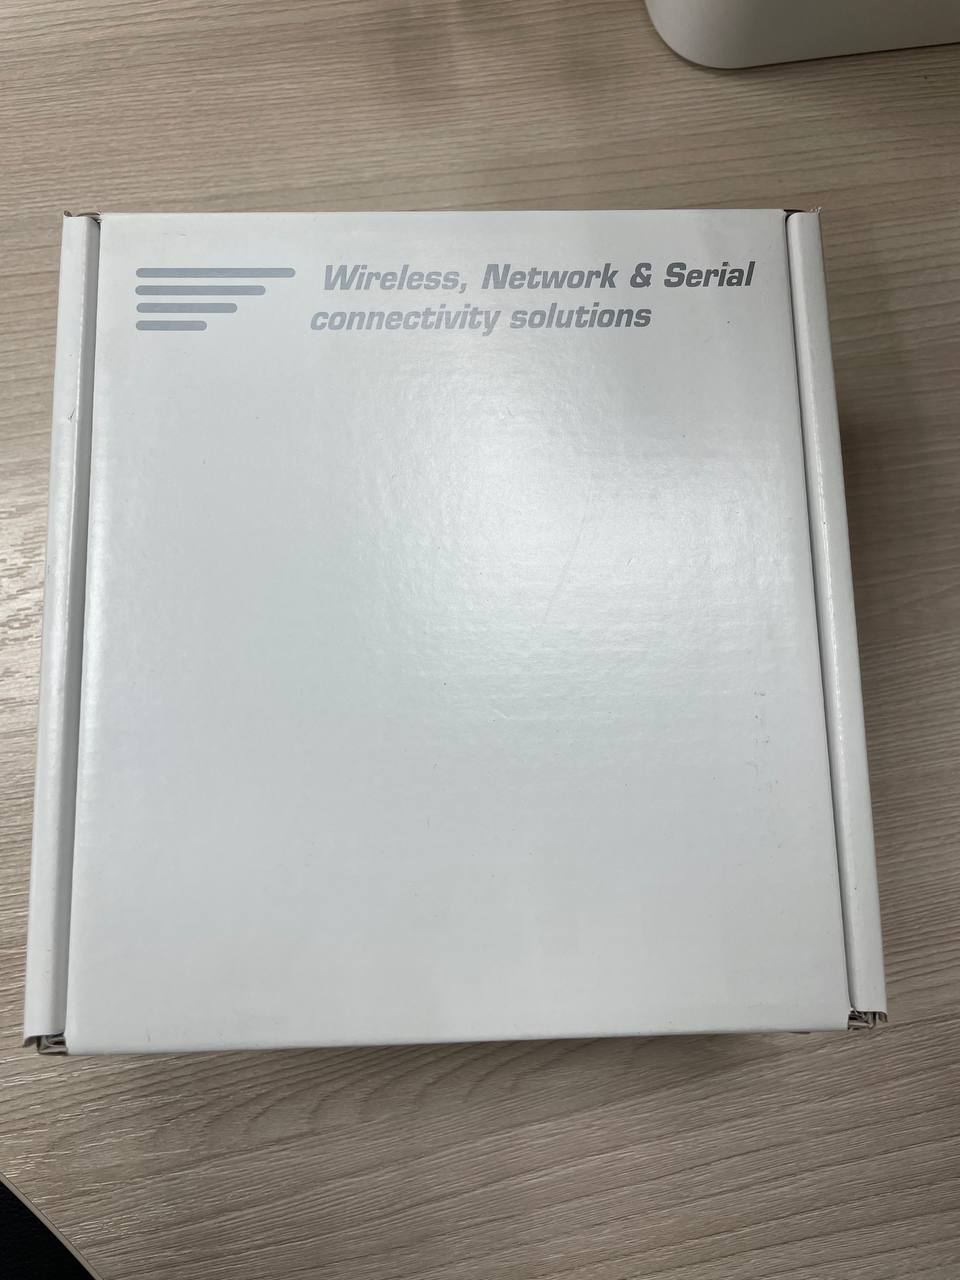 Wireless, Network & Serial
connectivity solutions